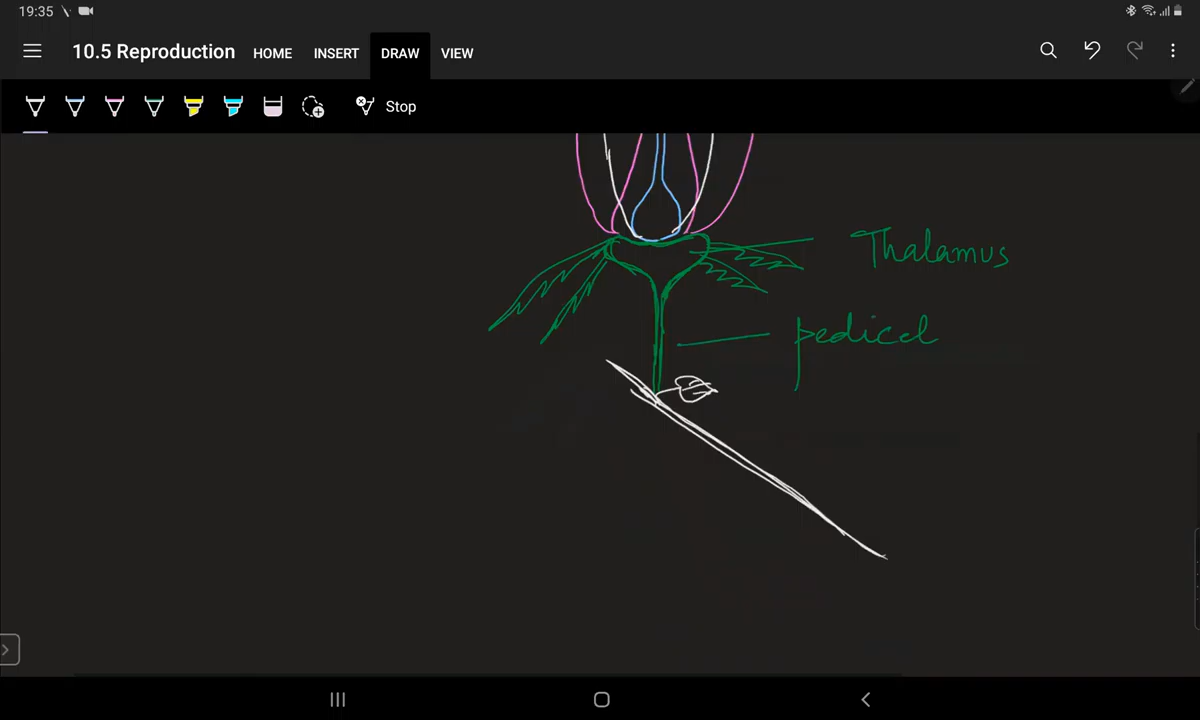 19:35
10.5 Reproduction HOME INSERT DRAW VIEW
Stop
Thalamus
pedicel